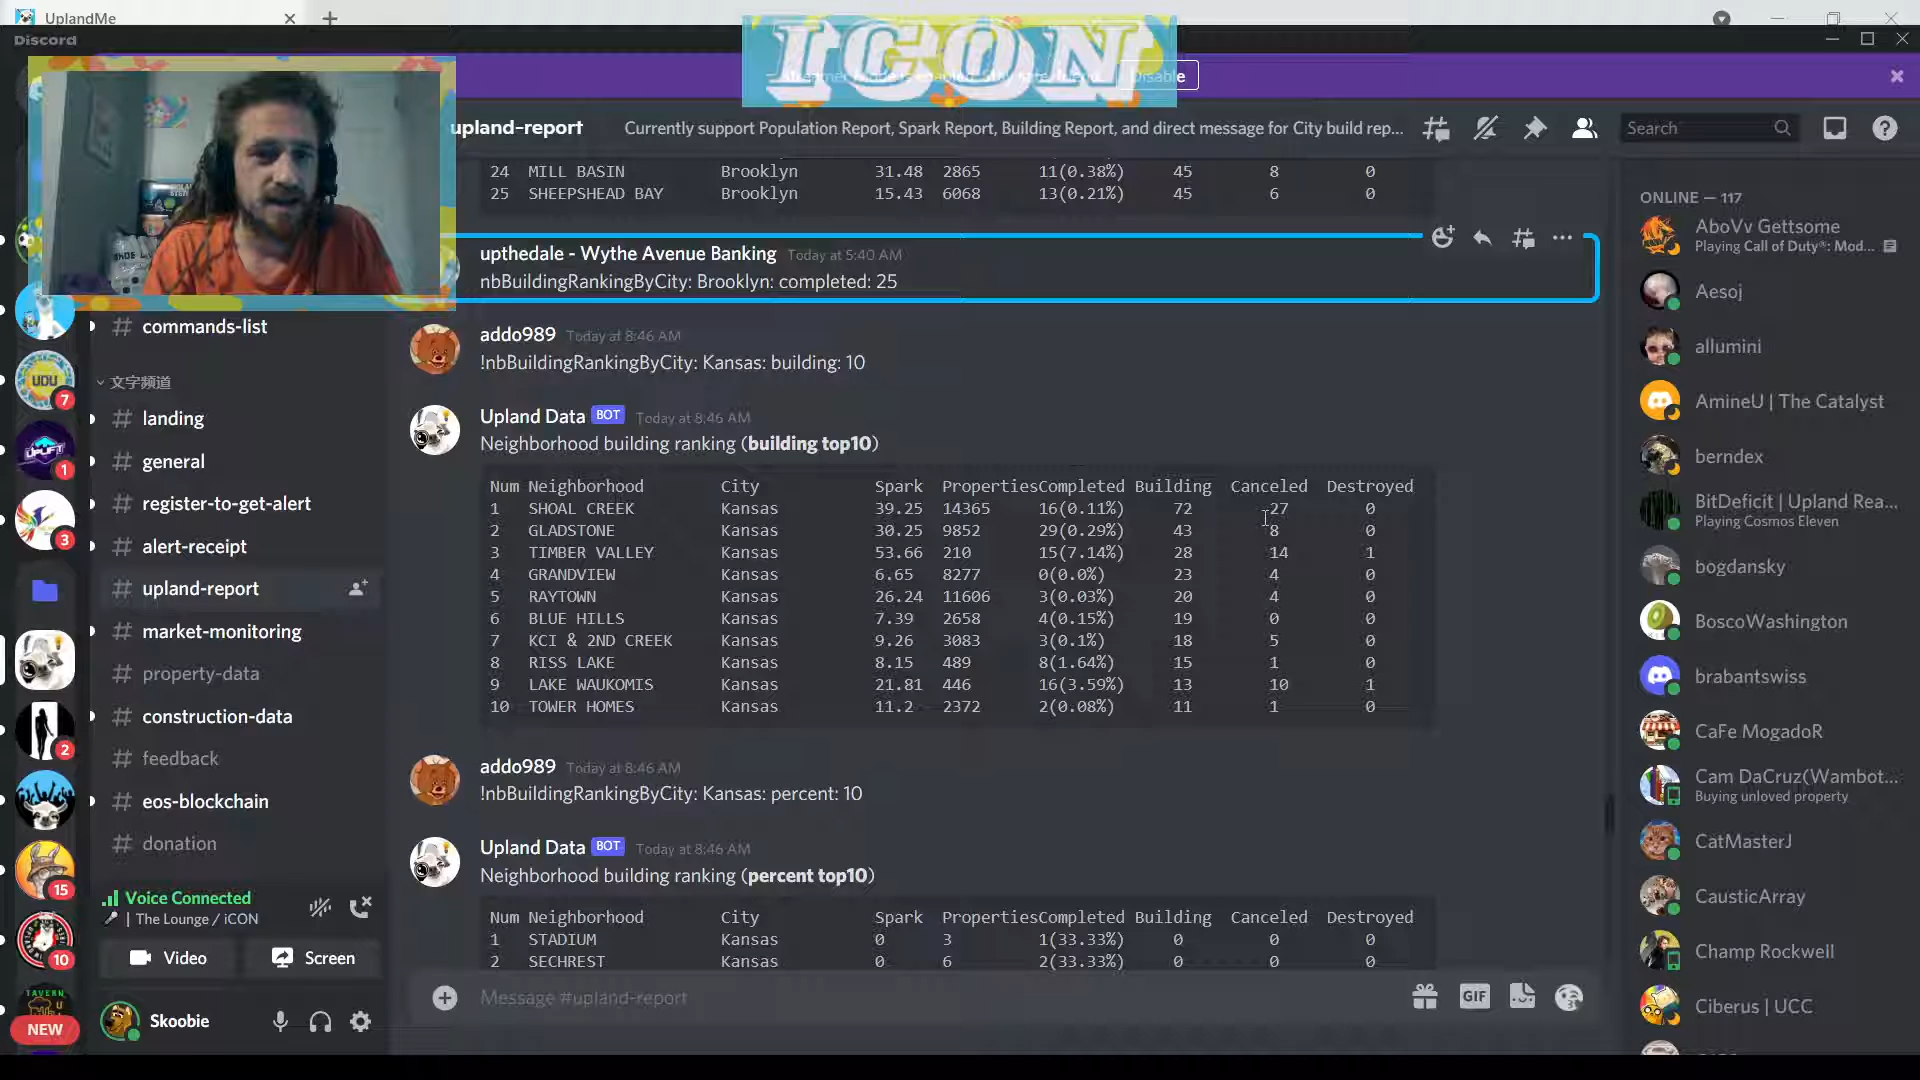 UplandMe
Discord
ICON
Disable
upland-report
Currently support Population Report, Spark Report, Building Report, and direct message for City build rep...
Search
24 MILL BASIN Brooklyn 31.48 2865 11(0.38%) 45 8 0
25 SHEEPSHEAD BAY Brooklyn 15.43 6068 13(0.21%) 45 6 0
upthedale - Wythe Avenue Banking Today at 5:40 AM
nbBuildingRankingByCity: Brooklyn: completed: 25
addo989 Today at 8:46 AM
!nbBuildingRankingByCity: Kansas: building: 10
Upland Data BOT Today at 8:46 AM
Neighborhood building ranking (building top10)
Num Neighborhood City Spark PropertiesCompleted Building Canceled Destroyed
1 SHOAL CREEK Kansas 39.25 14365 16(0.11%) 72 27 0
2 GLADSTONE Kansas 30.25 9852 29(0.29%) 43 8 0
3 TIMBER VALLEY Kansas 53.66 210 15(7.14%) 28 14 1
4 GRANDVIEW Kansas 6.65 8277 0(0.0%) 23 4 0
5 RAYTOWN Kansas 26.24 11606 3(0.03%) 20 4 0
6 BLUE HILLS Kansas 7.39 2658 4(0.15%) 19 0 0
7 KCI & 2ND CREEK Kansas 9.26 3083 3(0.1%) 18 5 0
8 RISS LAKE Kansas 8.15 489 8(1.64%) 15 1 0
9 LAKE WAUKOMIS Kansas 21.81 446 16(3.59%) 13 10 1
10 TOWER HOMES Kansas 11.2 2372 2(0.08%) 11 1 0
addo989 Today at 8:46 AM
!nbBuildingRankingByCity: Kansas: percent: 10
Upland Data BOT Today at 8:46 AM
Neighborhood building ranking (percent top10)
Num Neighborhood City Spark PropertiesCompleted Building Canceled Destroyed
1 STADIUM Kansas 0 3 1(33.33%) 0 0 0
2 SECHREST Kansas 0 6 2(33.33%) 0 0 0
Message #upland-report
GIF
commands-list
文字频道
landing
general
register-to-get-alert
alert-receipt
upland-report
market-monitoring
property-data
construction-data
feedback
eos-blockchain
donation
Voice Connected
The Lounge / iCON
Video
Screen
Skoobie
UDU
7
UPLIFT
1
3
2
15
10
TAVERN
NEW
ONLINE — 117
AboVv Gettsome
Playing Call of Duty®: Mod...
Aesoj
allumini
AmineU | The Catalyst
berndex
BitDeficit | Upland Rea...
Playing Cosmos Eleven
bogdansky
BoscoWashington
brabantswiss
CaFe MogadoR
Cam DaCruz(Wambot...
Buying unloved property
CatMasterJ
CausticArray
Champ Rockwell
Ciberus | UCC